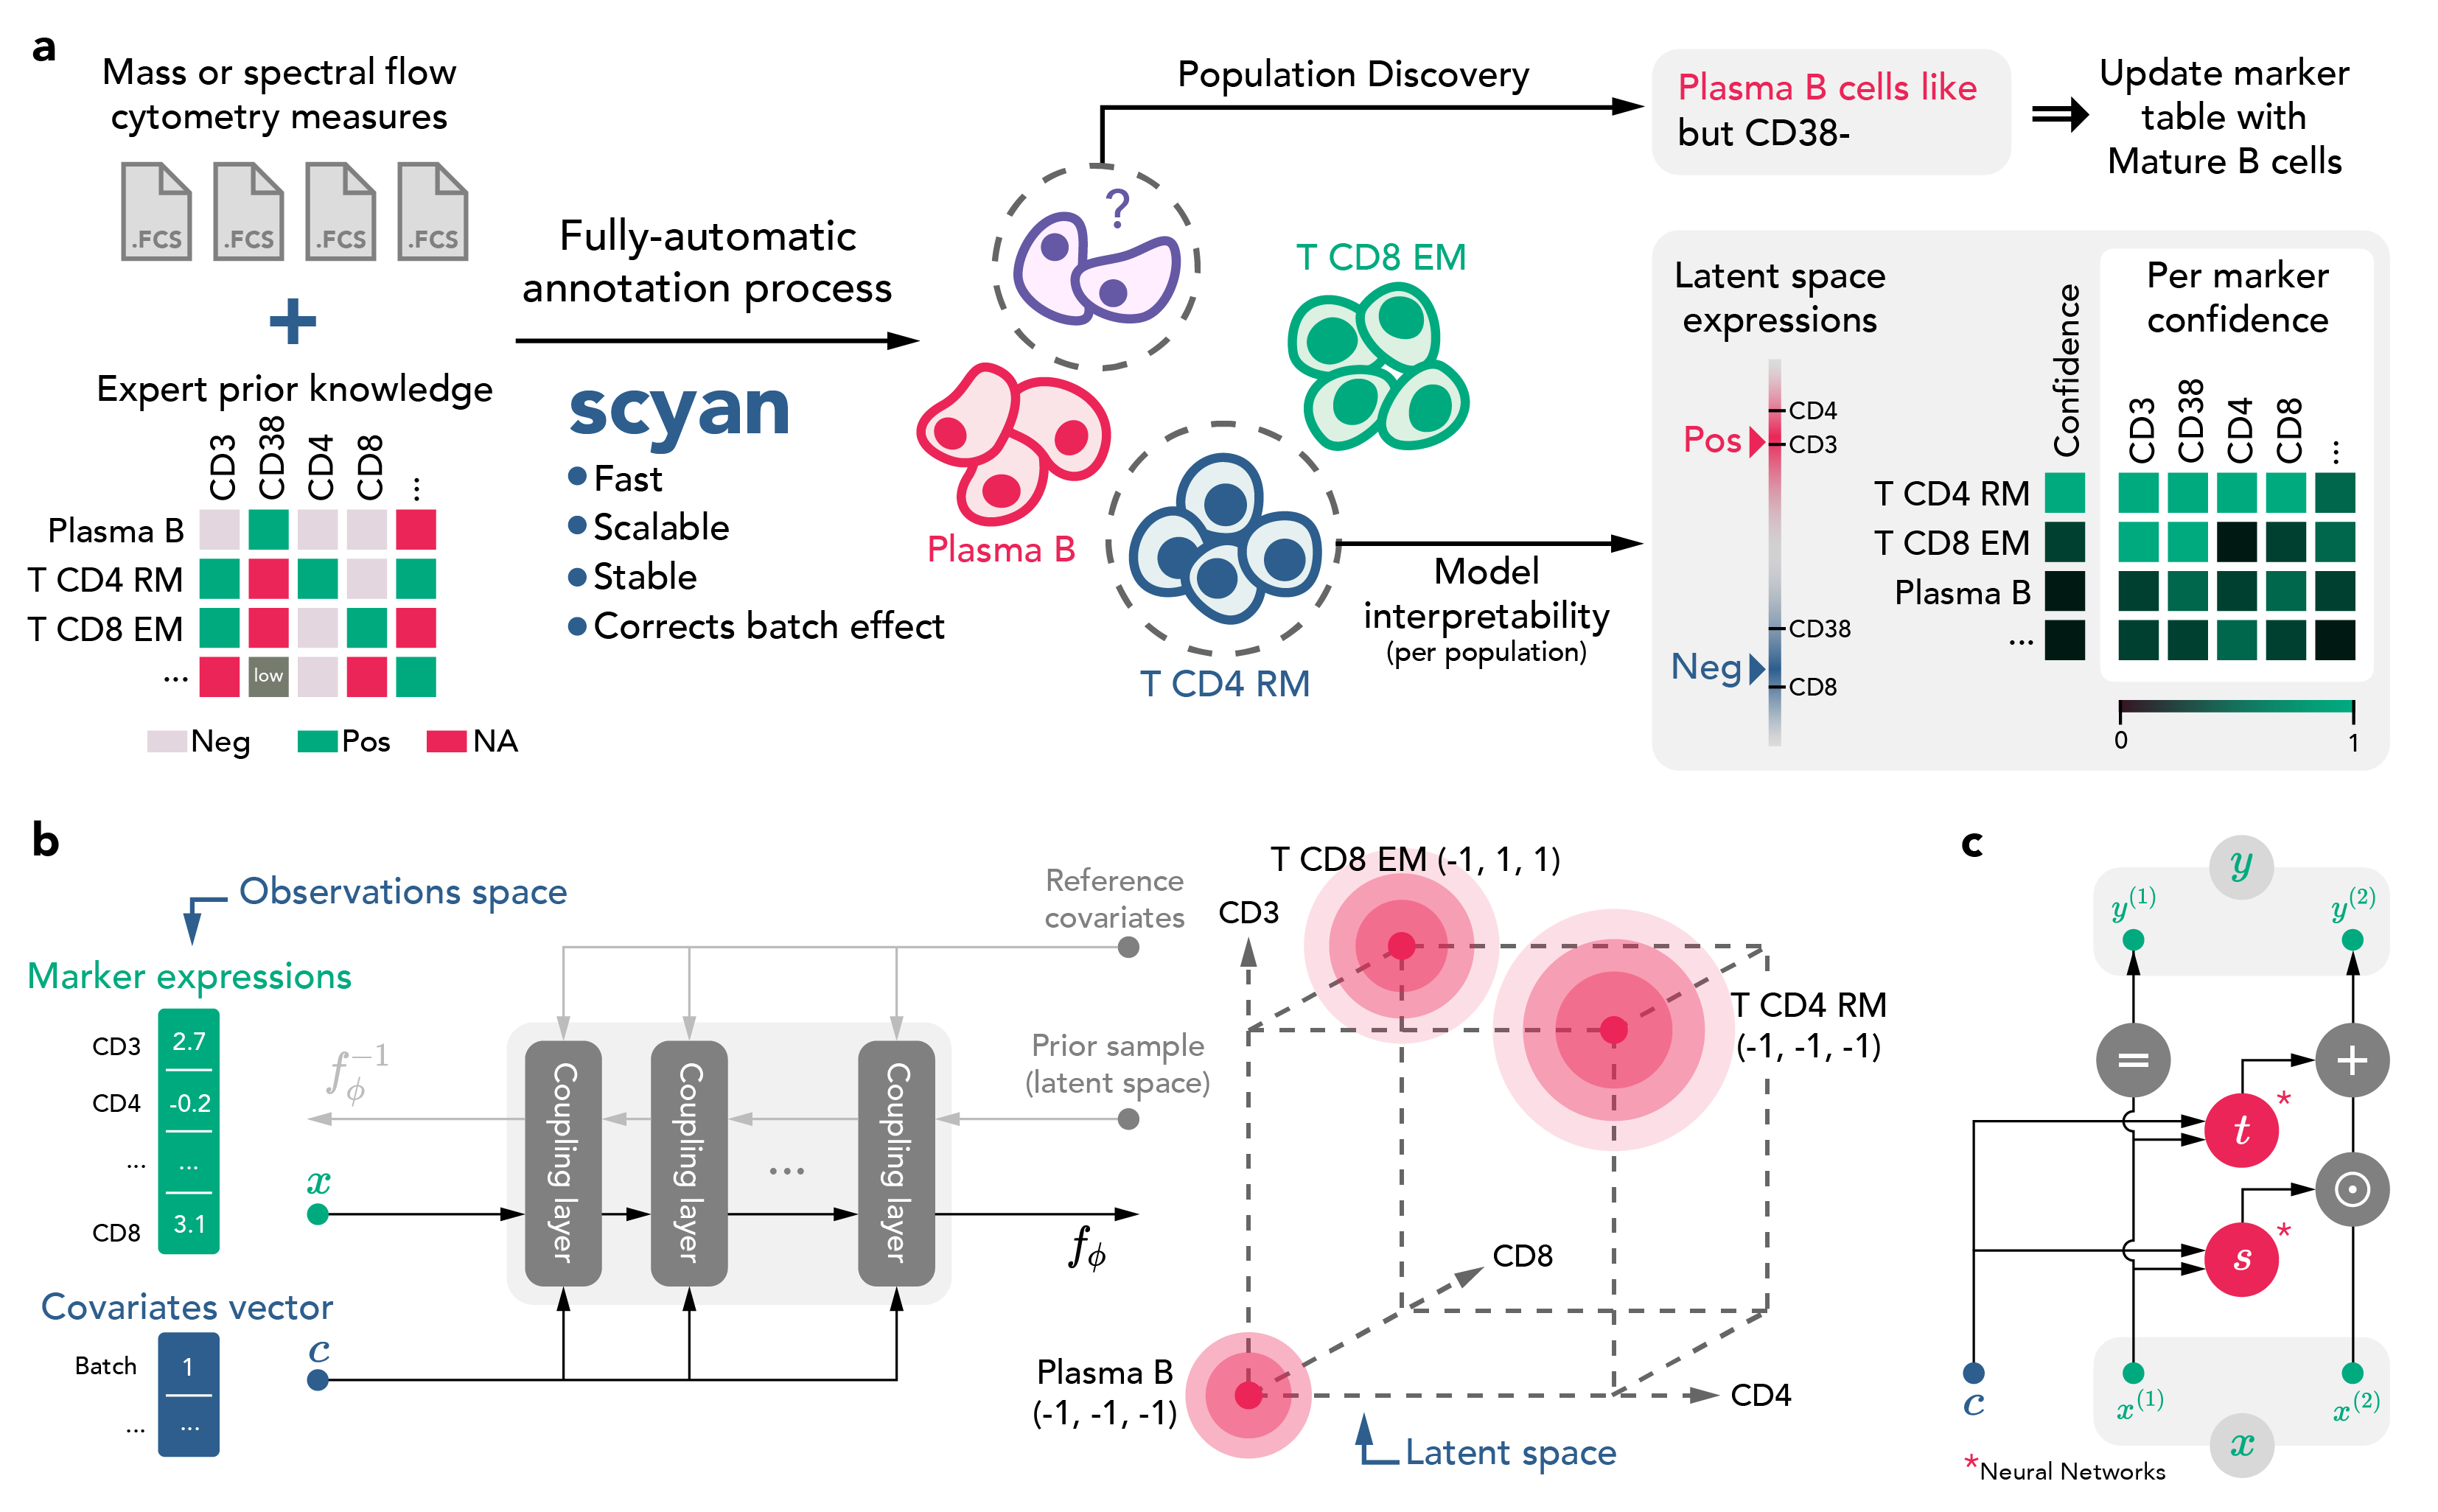 a
Mass or spectral flow
cytometry measures
.FCS .FCS .FCS .FCS
+
Expert prior knowledge
CD3 CD38 CD4 CD8 ...
Plasma B
T CD4 RM
T CD8 EM
...
low
Neg Pos NA
Fully-automatic
annotation process
scyan
Fast
Scalable
Stable
Corrects batch effect
?
Plasma B
T CD8 EM
T CD4 RM
Population Discovery
Plasma B cells like
but CD38-
⇒
Update marker
table with
Mature B cells
Model
interpretability
(per population)
Latent space
expressions
Pos
Neg
CD4
CD3
CD38
CD8
Confidence
Per marker
confidence
CD3 CD38 CD4 CD8 ...
T CD4 RM
T CD8 EM
Plasma B
...
0 1
b
Observations space
Marker expressions
CD3 2.7
CD4 -0.2
... ...
CD8 3.1
Covariates vector
Batch 1
... ...
x
c
f_ϕ^{-1}
Coupling layer
Coupling layer
...
Coupling layer
Reference
covariates
Prior sample
(latent space)
f_ϕ
T CD8 EM (-1, 1, 1)
CD3
T CD4 RM
(-1, -1, -1)
CD8
Plasma B
(-1, -1, -1)
CD4
Latent space
c
y
y^{(1)} y^{(2)}
= +
t *
⊙
s *
c
x^{(1)} x^{(2)}
x
*Neural Networks